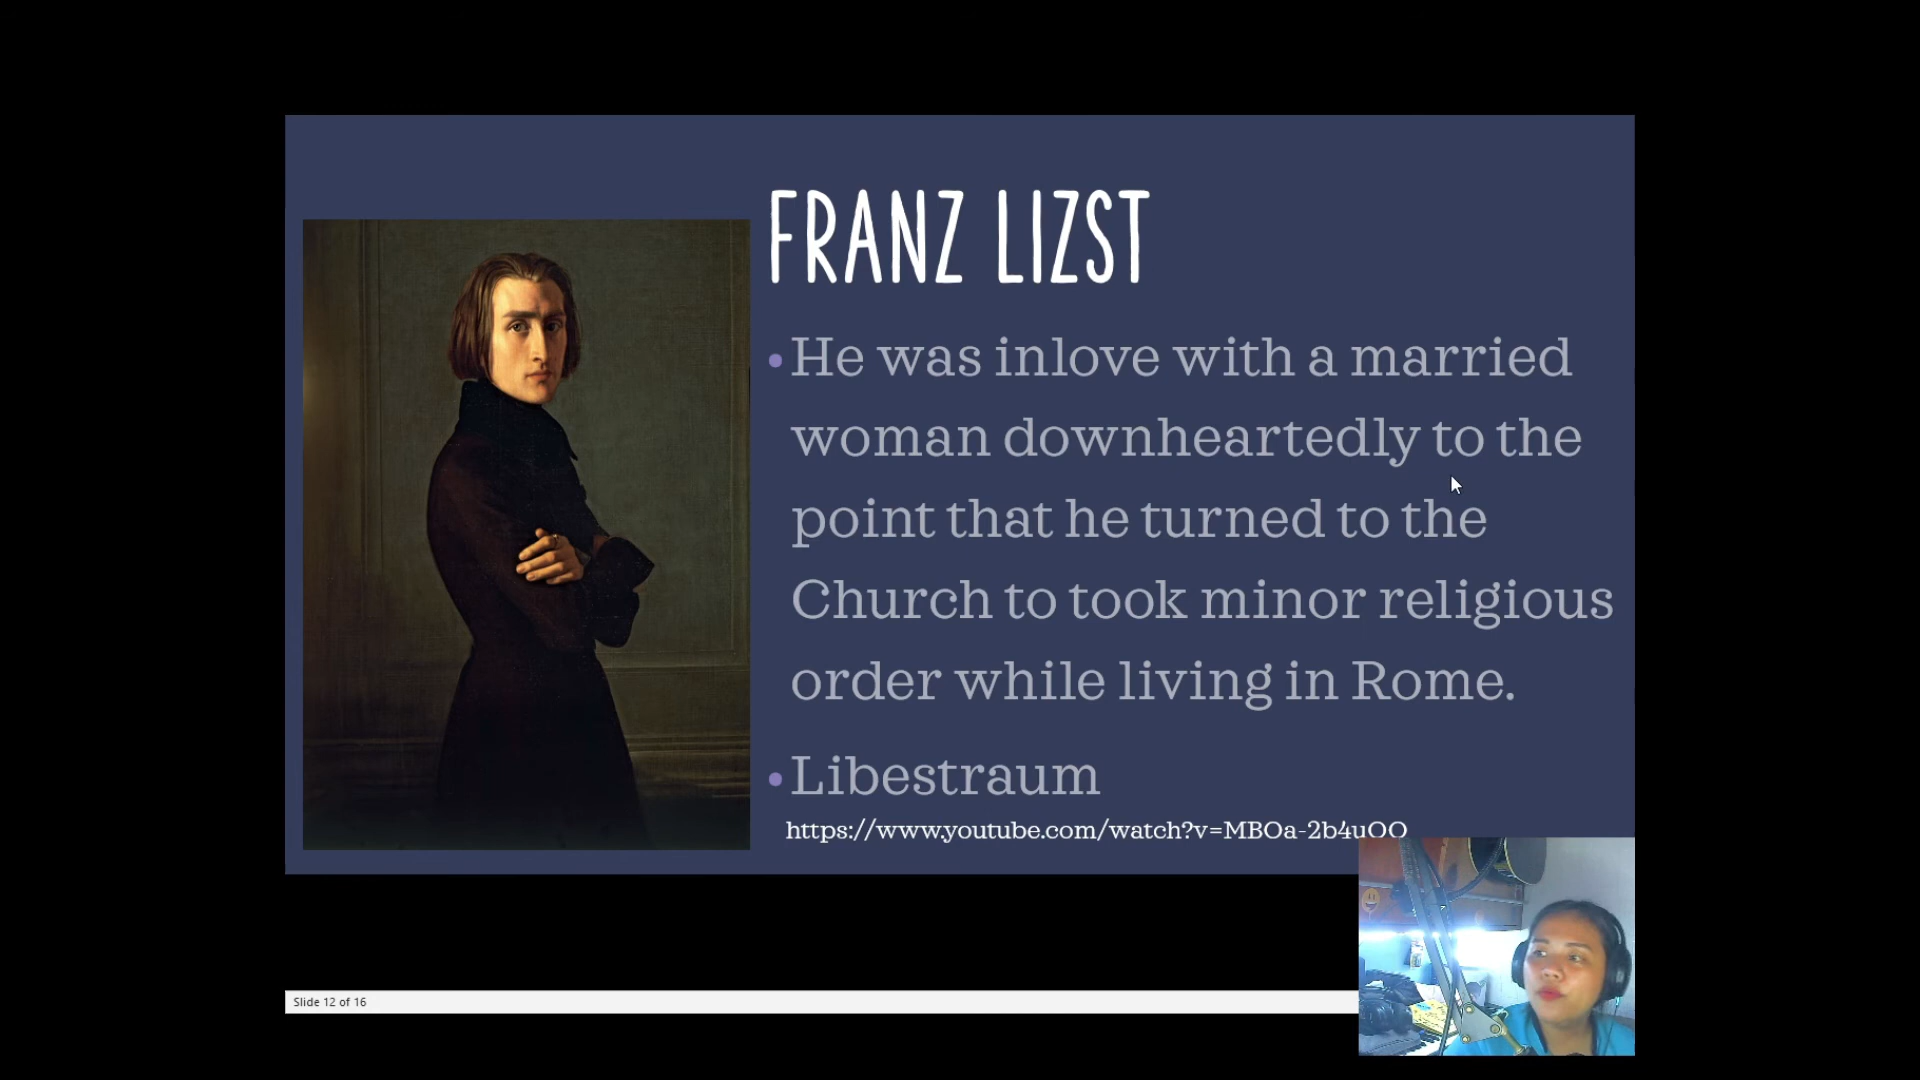 FRANZ LIZST
• He was inlove with a married
woman downheartedly to the
point that he turned to the
Church to took minor religious
order while living in Rome.
• Libestraum
https://www.youtube.com/watch?v=MBOa-2b4uOO
Slide 12 of 16